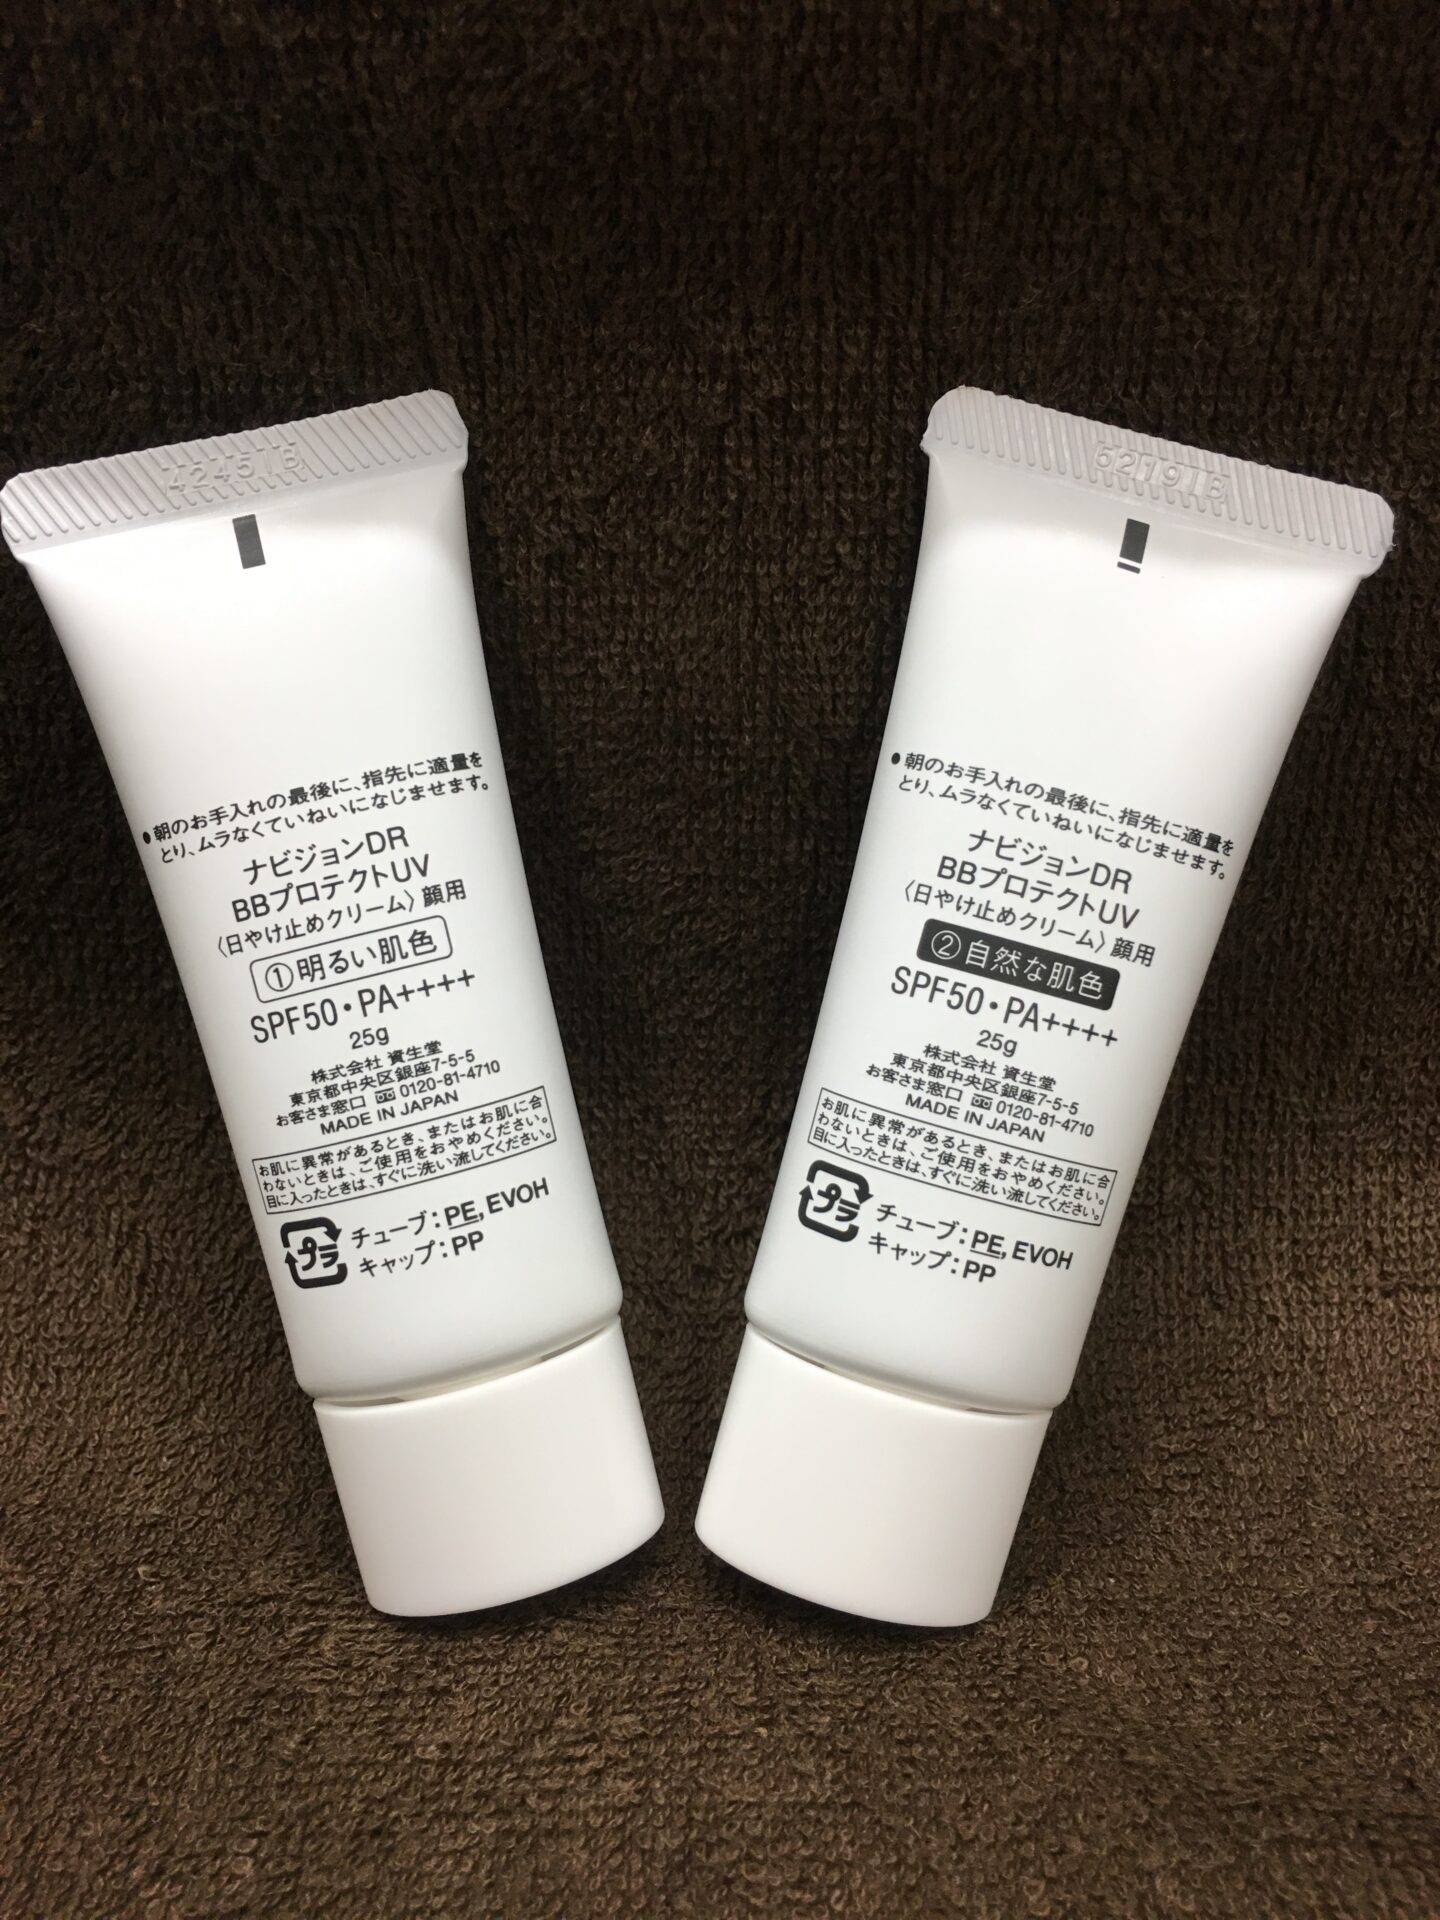 42451B
●朝のお手入れの最後に、指先に適量を
とり、ムラなくていねいになじませます。
ナビジョンDR
BBプロテクトUV
〈日やけ止めクリーム〉顔用
①明るい肌色
SPF50・PA++++
25g
株式会社 資生堂
東京都中央区銀座7-5-5
お客さま窓口 0120-81-4710
MADE IN JAPAN
お肌に異常があるとき、またはお肌に合
わないときは、ご使用をおやめください。
目に入ったときは、すぐに洗い流してください。
プラ
チューブ：PE, EVOH
キャップ：PP
52191B
●朝のお手入れの最後に、指先に適量を
とり、ムラなくていねいになじませます。
ナビジョンDR
BBプロテクトUV
〈日やけ止めクリーム〉顔用
②自然な肌色
SPF50・PA++++
25g
株式会社 資生堂
東京都中央区銀座7-5-5
お客さま窓口 0120-81-4710
MADE IN JAPAN
お肌に異常があるとき、またはお肌に合
わないときは、ご使用をおやめください。
目に入ったときは、すぐに洗い流してください。
プラ
チューブ：PE, EVOH
キャップ：PP